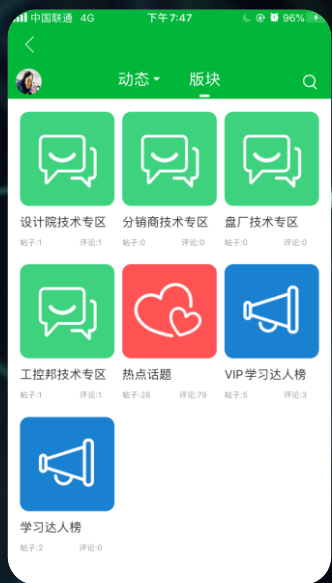 中国联通 4G 下午7:47 96%
动态 版块
设计院技术专区 分销商技术专区 盘厂技术专区
帖子:1 评论:1 帖子:0 评论:0 帖子:0 评论:0
工控邦技术专区 热点话题 VIP学习达人榜
帖子:1 评论:1 帖子:28 评论:79 帖子:5 评论:3
学习达人榜
帖子:2 评论:0